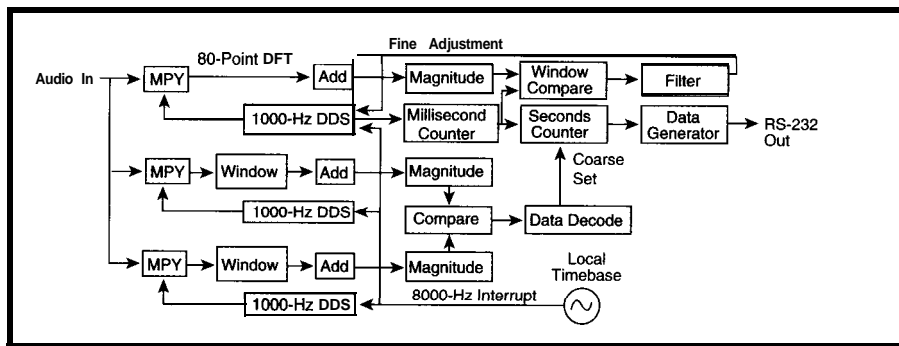 Fine Adjustment
80-Point DFT
Audio In
MPY
Add
Magnitude
Window
Compare
Filter
1000-Hz DDS
Millisecond
Counter
Seconds
Counter
Data
Generator
RS-232
Out
Coarse
Set
MPY
Window
Add
Magnitude
1000-Hz DDS
Compare
Data Decode
MPY
Window
Add
Magnitude
Local
Timebase
8000-Hz Interrupt
1000-Hz DDS